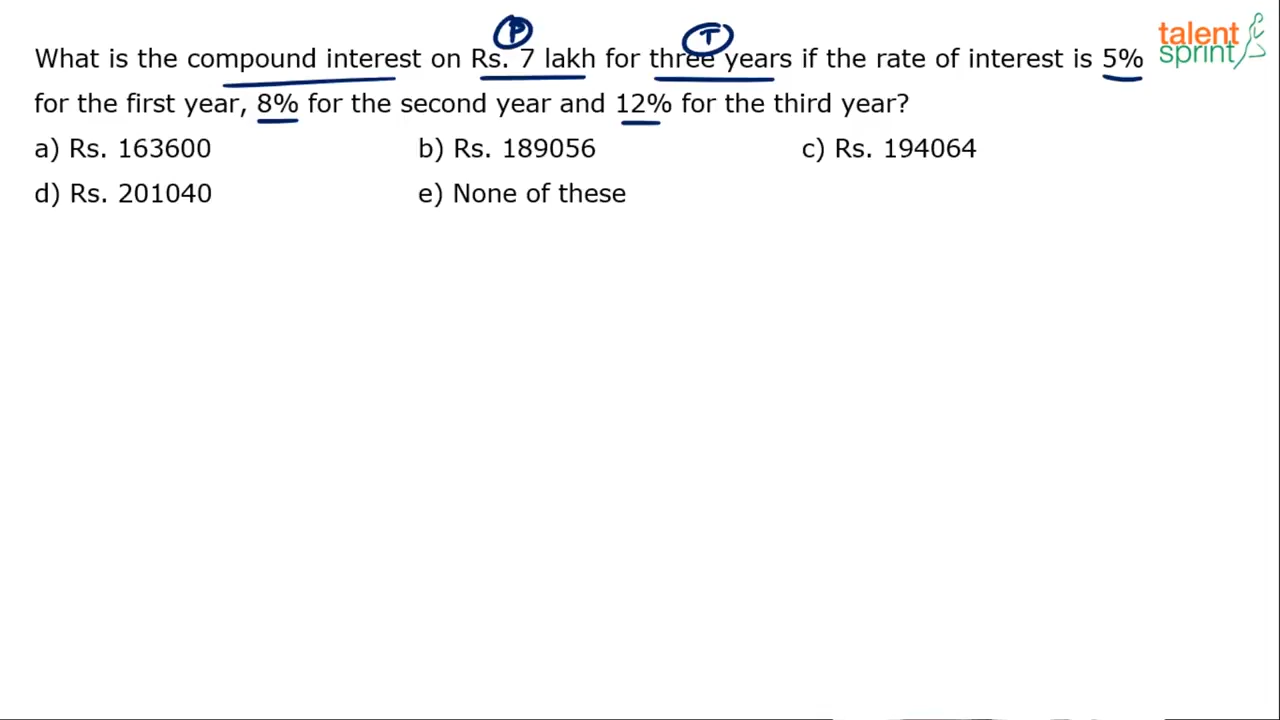 P T
talent
sprint
What is the compound interest on Rs. 7 lakh for three years if the rate of interest is 5%
for the first year, 8% for the second year and 12% for the third year?
a) Rs. 163600 b) Rs. 189056 c) Rs. 194064
d) Rs. 201040 e) None of these